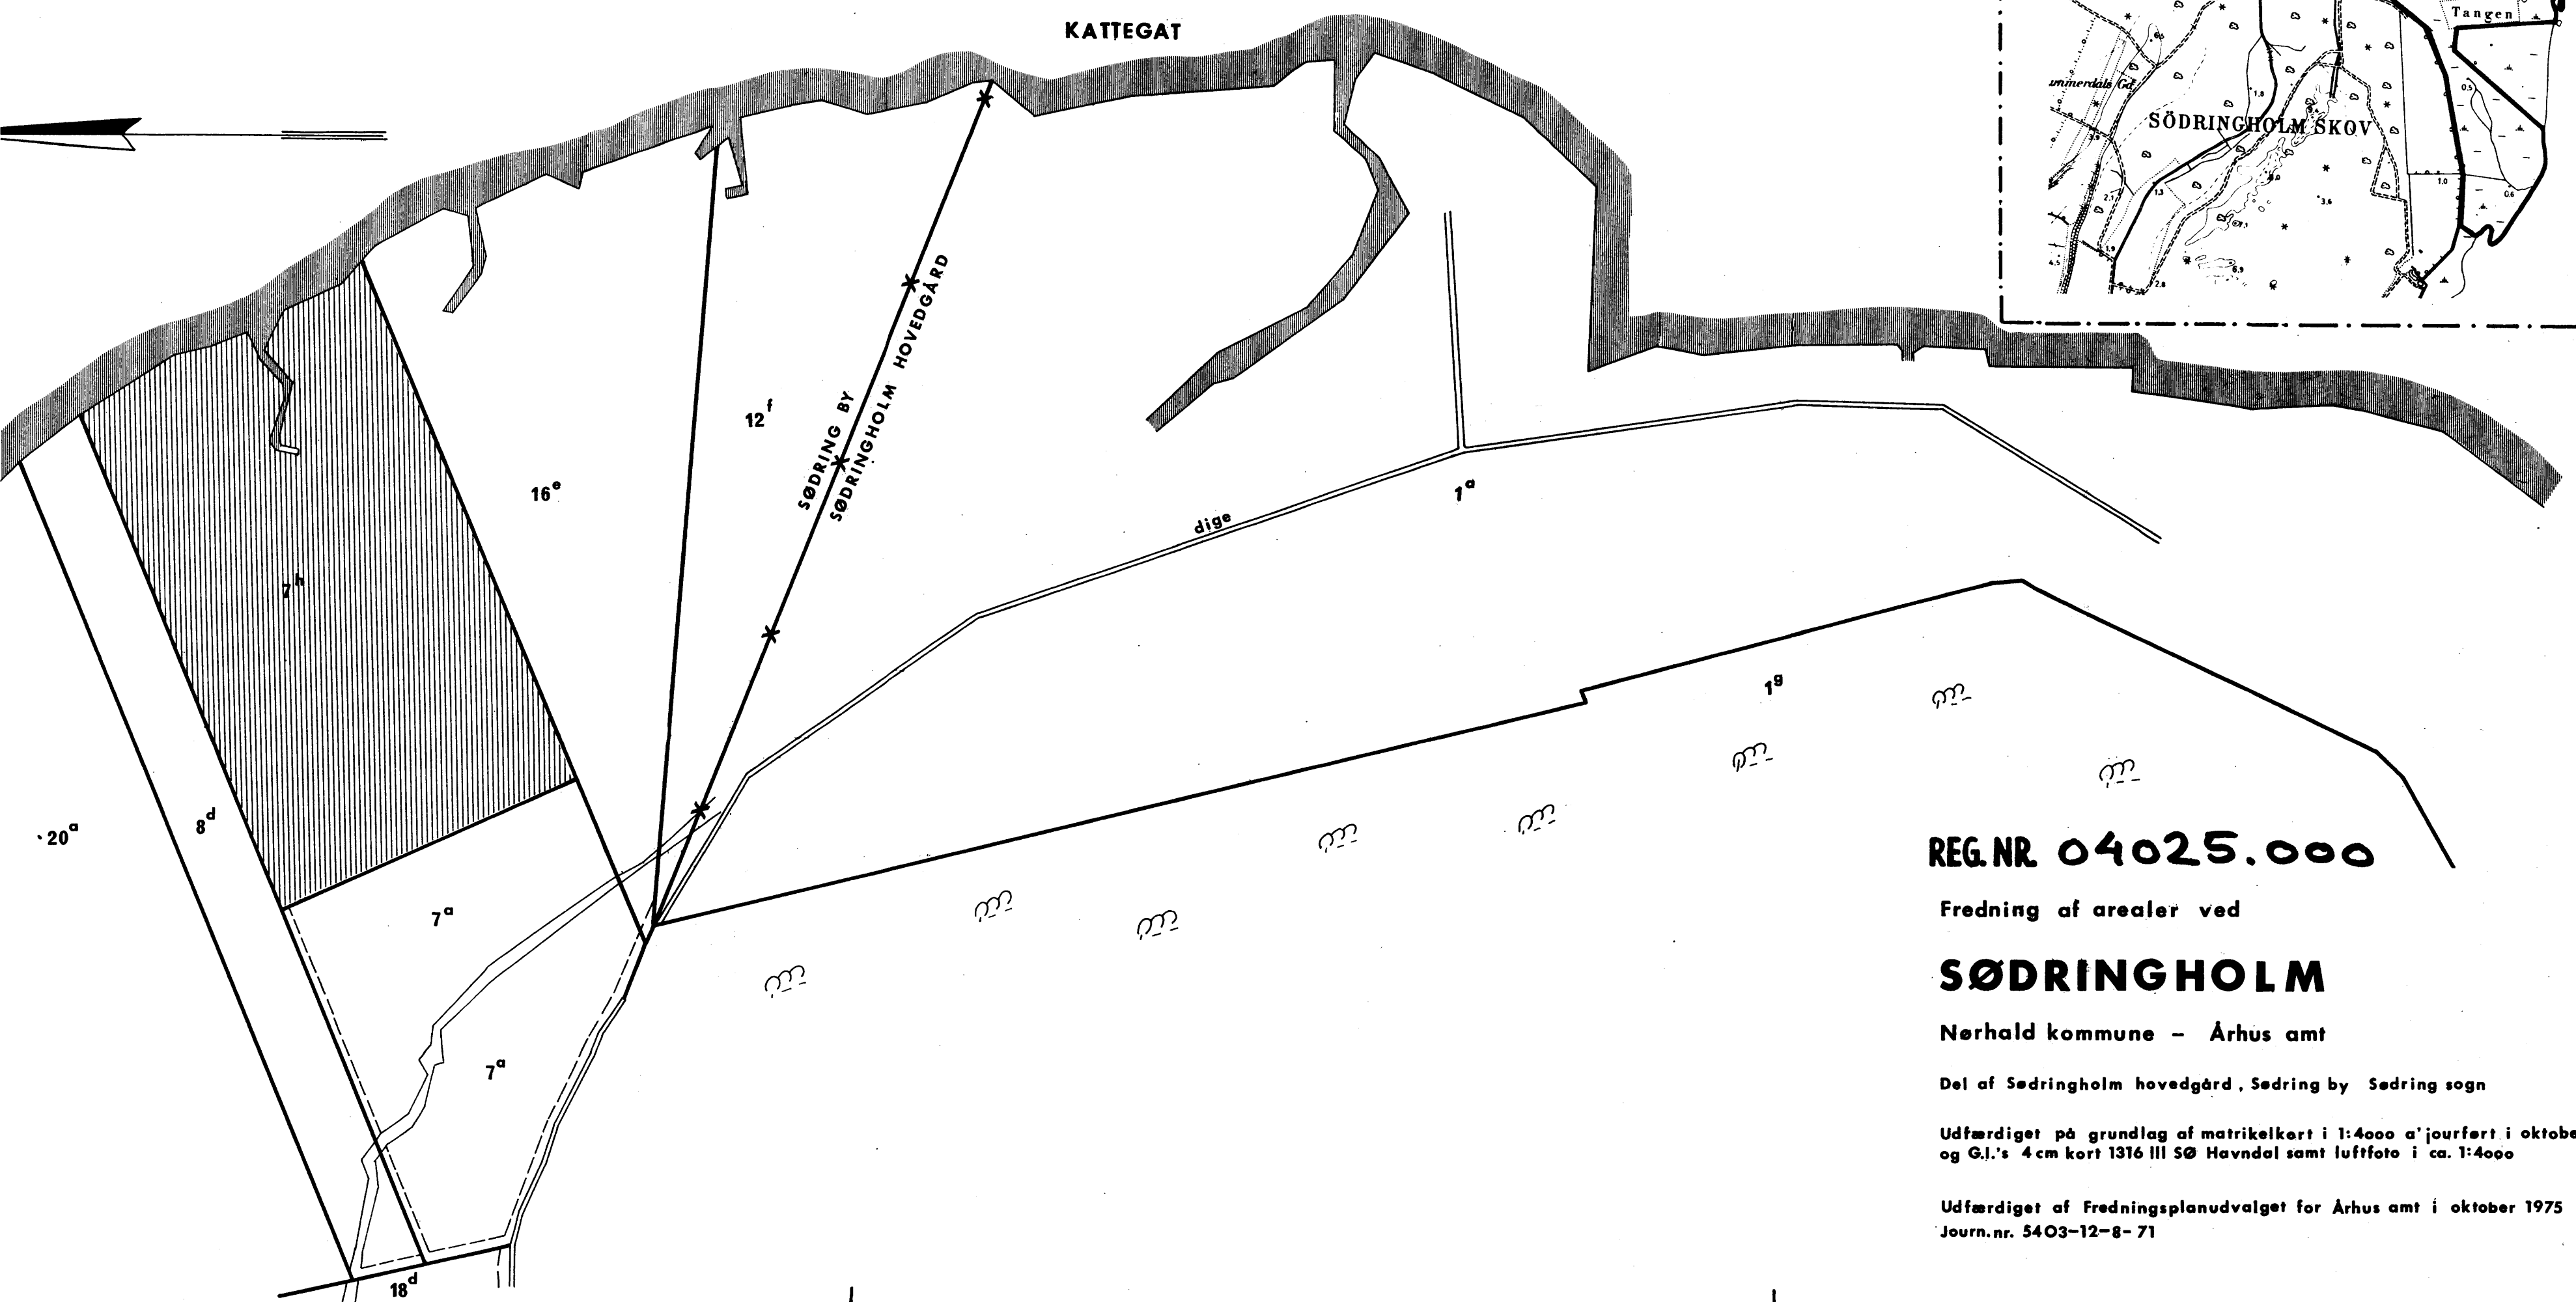 KATTEGAT
Tangen
SÖDRINGHOLM SKOV
SØDRING BY
SØDRINGHOLM HOVEDGÅRD
12f
16e
7h
dige
1a
1g
20a
8d
7a
7a
18d
REG. NR. 04025.000
Fredning af arealer ved
SØDRINGHOLM
Nørhald kommune – Århus amt
Del af Sødringholm hovedgård, Sødring by Sødring sogn
Udfærdiget på grundlag af matrikelkort i 1:4000 a'jourført i
og G.I.'s 4 cm kort 1316 III SØ Havndal samt luftfoto i ca. 1:4000
Udfærdiget af Fredningsplanudvalget for Århus amt i oktober 1975
Journ. nr. 5403-12-8-71